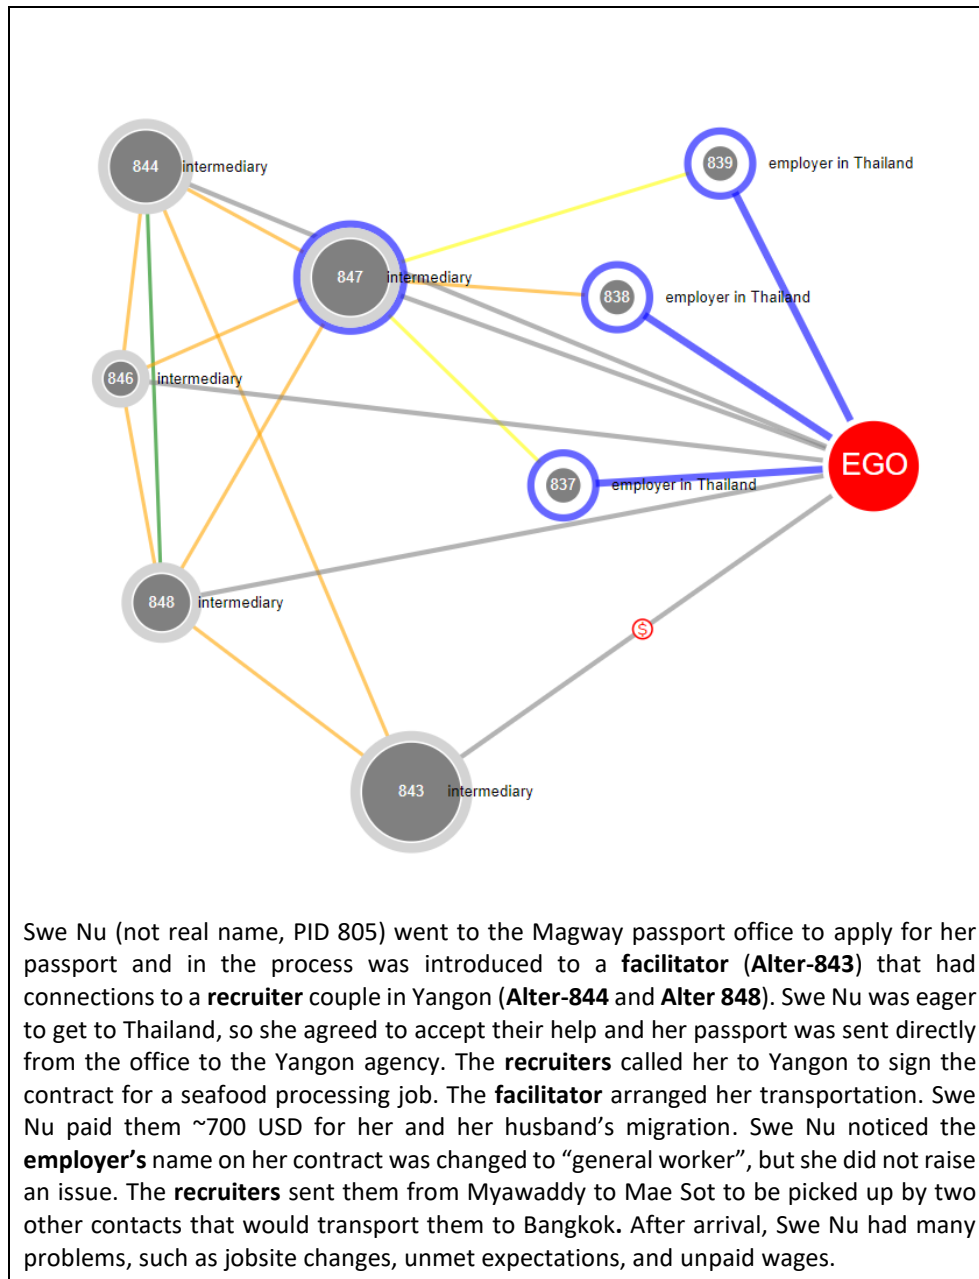 844 intermediary
839 employer in Thailand
847 intermediary
838 employer in Thailand
846 intermediary
EGO
837 employer in Thailand
848 intermediary
$
843 intermediary
Swe Nu (not real name, PID 805) went to the Magway passport office to apply for her
passport and in the process was introduced to a facilitator (Alter-843) that had
connections to a recruiter couple in Yangon (Alter-844 and Alter 848). Swe Nu was eager
to get to Thailand, so she agreed to accept their help and her passport was sent directly
from the office to the Yangon agency. The recruiters called her to Yangon to sign the
contract for a seafood processing job. The facilitator arranged her transportation. Swe
Nu paid them ~700 USD for her and her husband's migration. Swe Nu noticed the
employer's name on her contract was changed to "general worker", but she did not raise
an issue. The recruiters sent them from Myawaddy to Mae Sot to be picked up by two
other contacts that would transport them to Bangkok. After arrival, Swe Nu had many
problems, such as jobsite changes, unmet expectations, and unpaid wages.